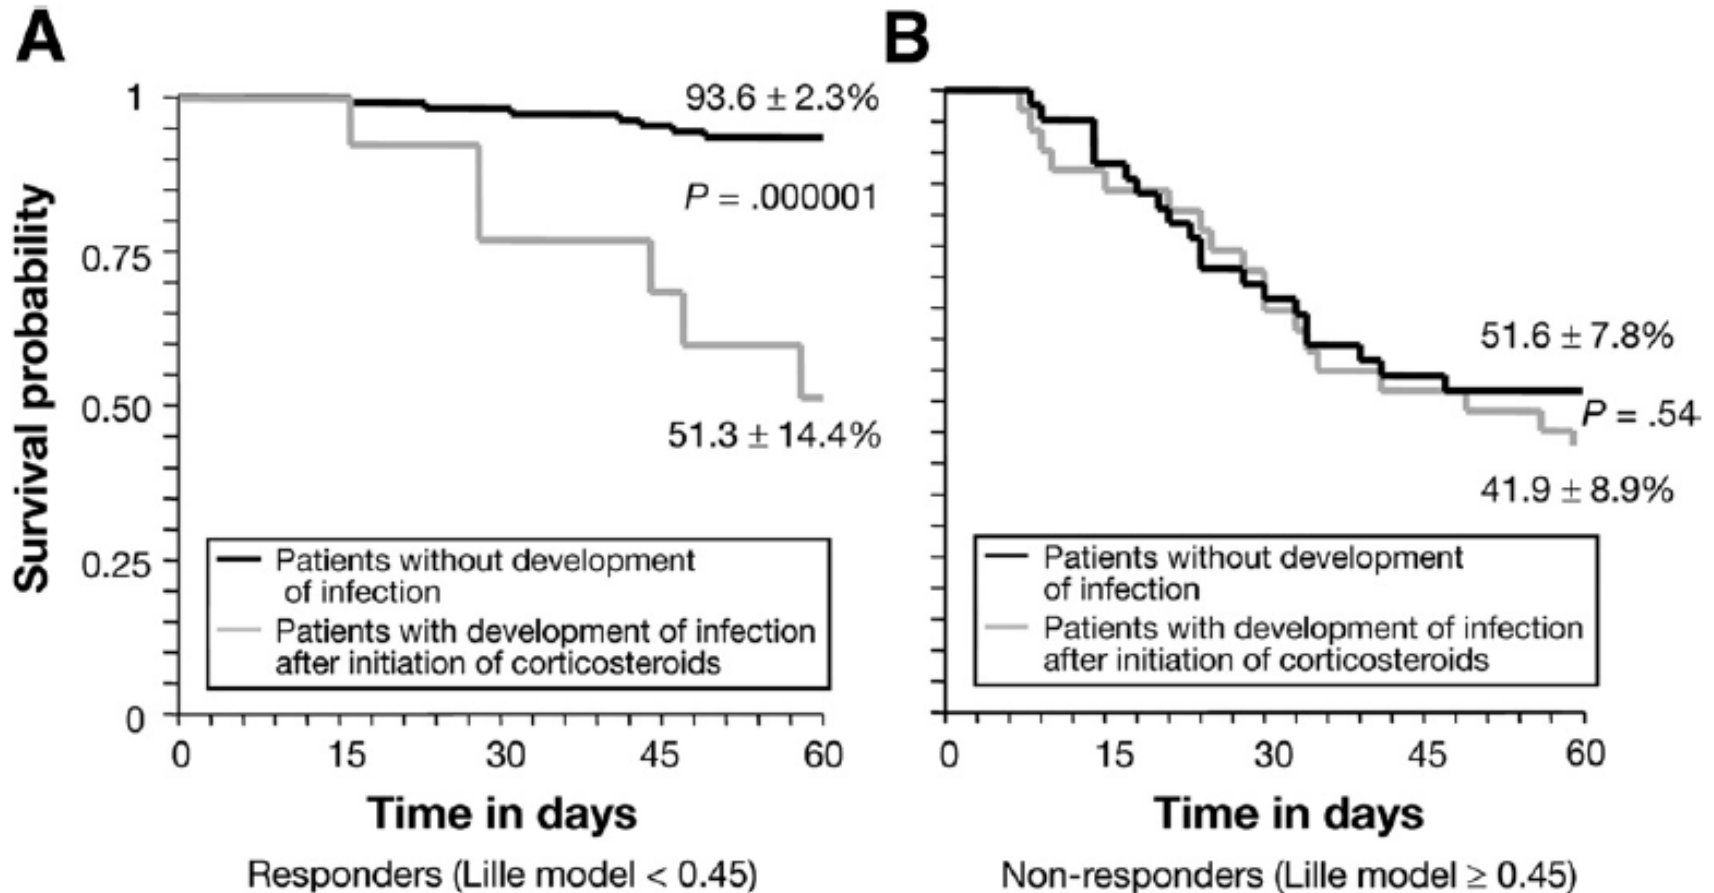 A
1
0.75
0.50
0.25
0
Survival probability
93.6 ± 2.3%
P = .000001
51.3 ± 14.4%
Patients without development
of infection
Patients with development of infection
after initiation of corticosteroids
0 15 30 45 60
Time in days
Responders (Lille model < 0.45)
B
51.6 ± 7.8%
P = .54
41.9 ± 8.9%
Patients without development
of infection
Patients with development of infection
after initiation of corticosteroids
0 15 30 45 60
Time in days
Non-responders (Lille model ≥ 0.45)